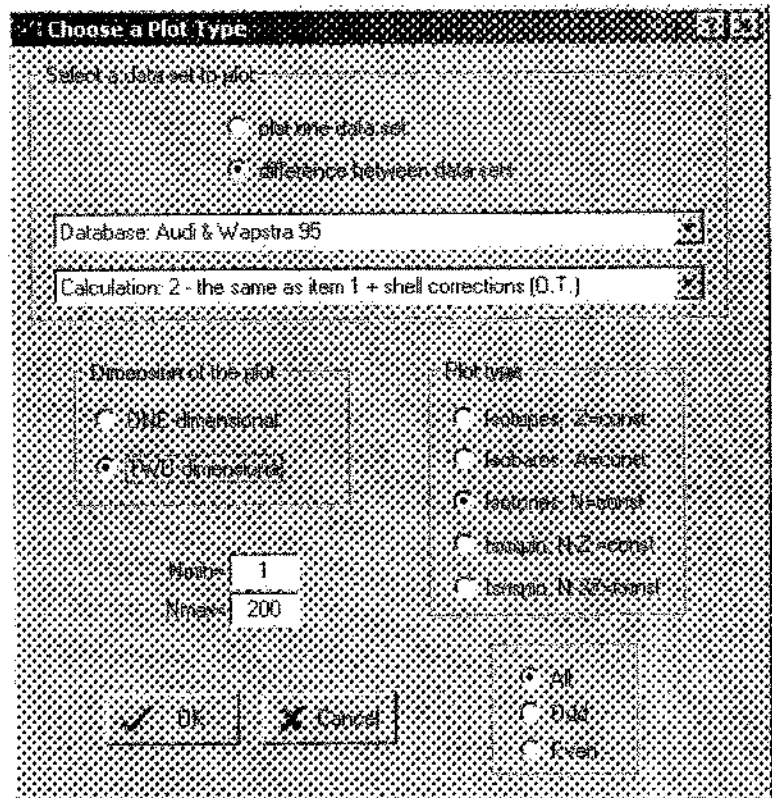 Choose a Plot Type
Select a data set to plot
plot one data set
difference between data sets
Database: Audi & Wapstra 95
Calculation: 2 - the same as item 1 + shell corrections (O.T.)
Dimension of the plot
ONE-dimensional
TWO-dimensional
Plot type
Isotopes, Z=const
Isobares, A=const
Isotones, N=const
Isospin, N-Z=const
Nmin= 1
Nmax= 200
All
Odd
Even
Ok
Cancel